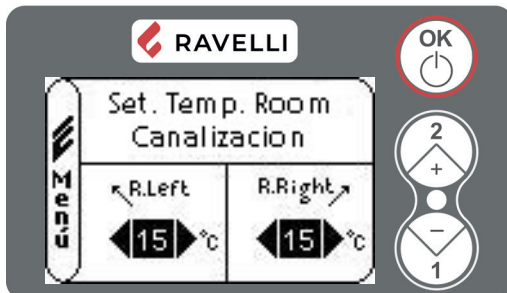 RAVELLI
OK
Set. Temp. Room
Canalizacion
Menú
R.Left
R.Right
15 °c
15 °c
2
+
−
1